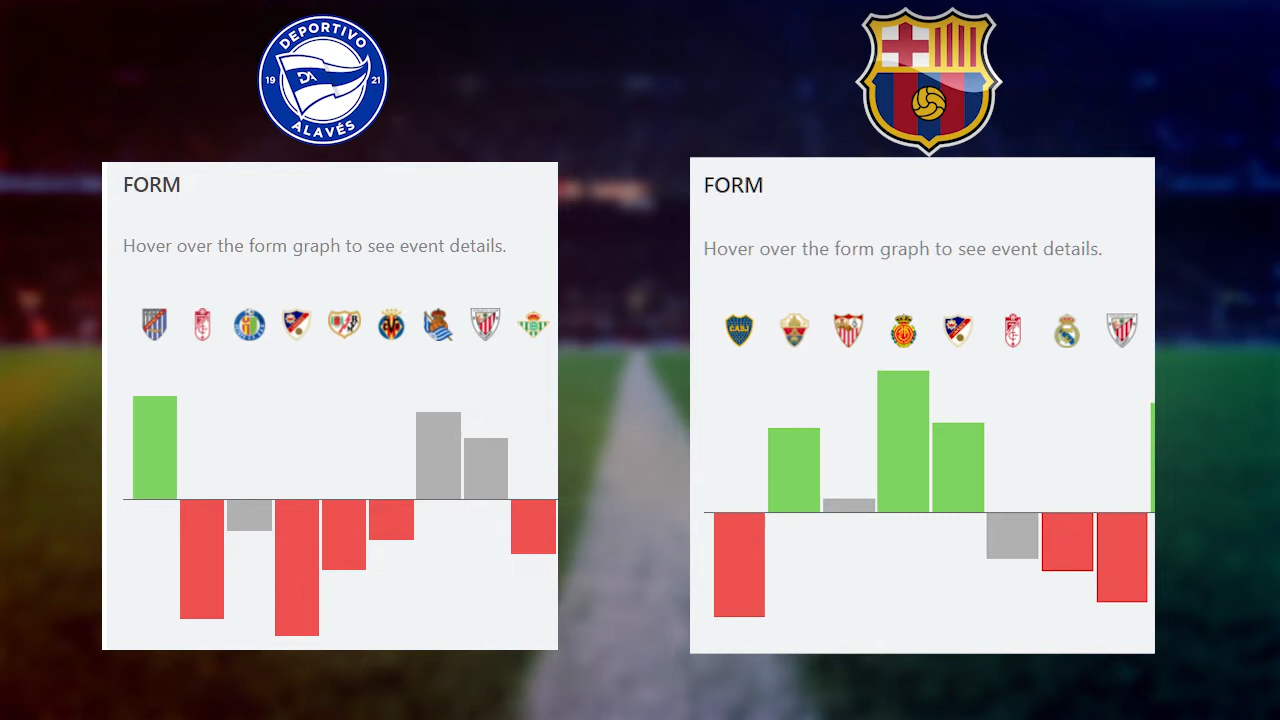 DEPORTIVO
19 21
ALAVÉS
FORM
Hover over the form graph to see event details.
FORM
Hover over the form graph to see event details.
CABJ